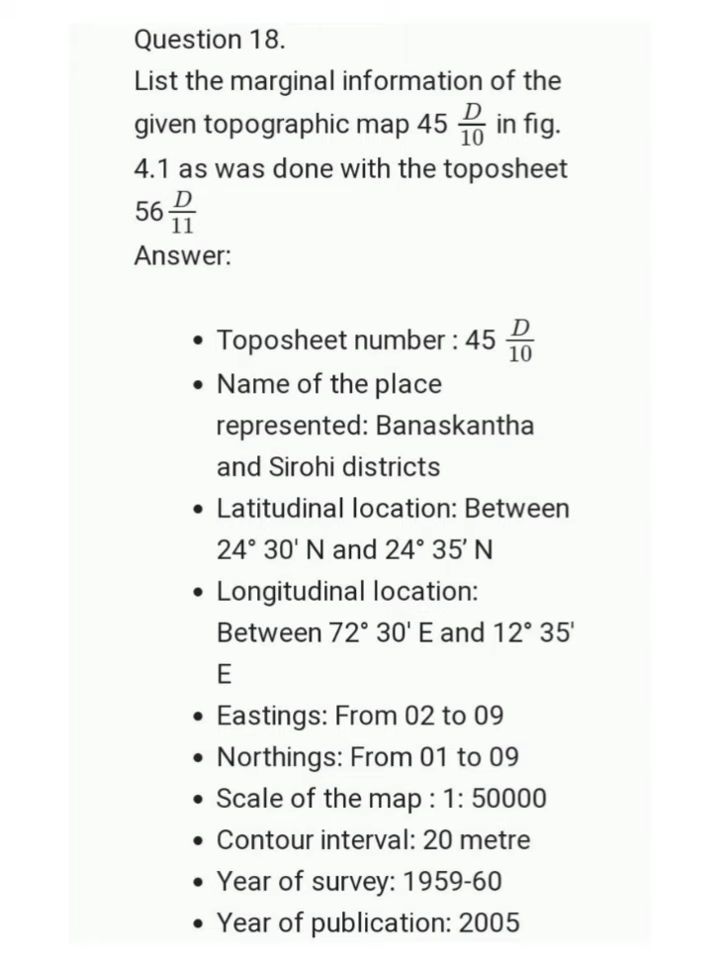 Question 18.
List the marginal information of the
given topographic map 45 D/10 in fig.
4.1 as was done with the toposheet
56 D/11
Answer:
• Toposheet number : 45 D/10
• Name of the place
represented: Banaskantha
and Sirohi districts
• Latitudinal location: Between
24° 30' N and 24° 35′ N
• Longitudinal location:
Between 72° 30' E and 12° 35'
E
• Eastings: From 02 to 09
• Northings: From 01 to 09
• Scale of the map : 1: 50000
• Contour interval: 20 metre
• Year of survey: 1959-60
• Year of publication: 2005